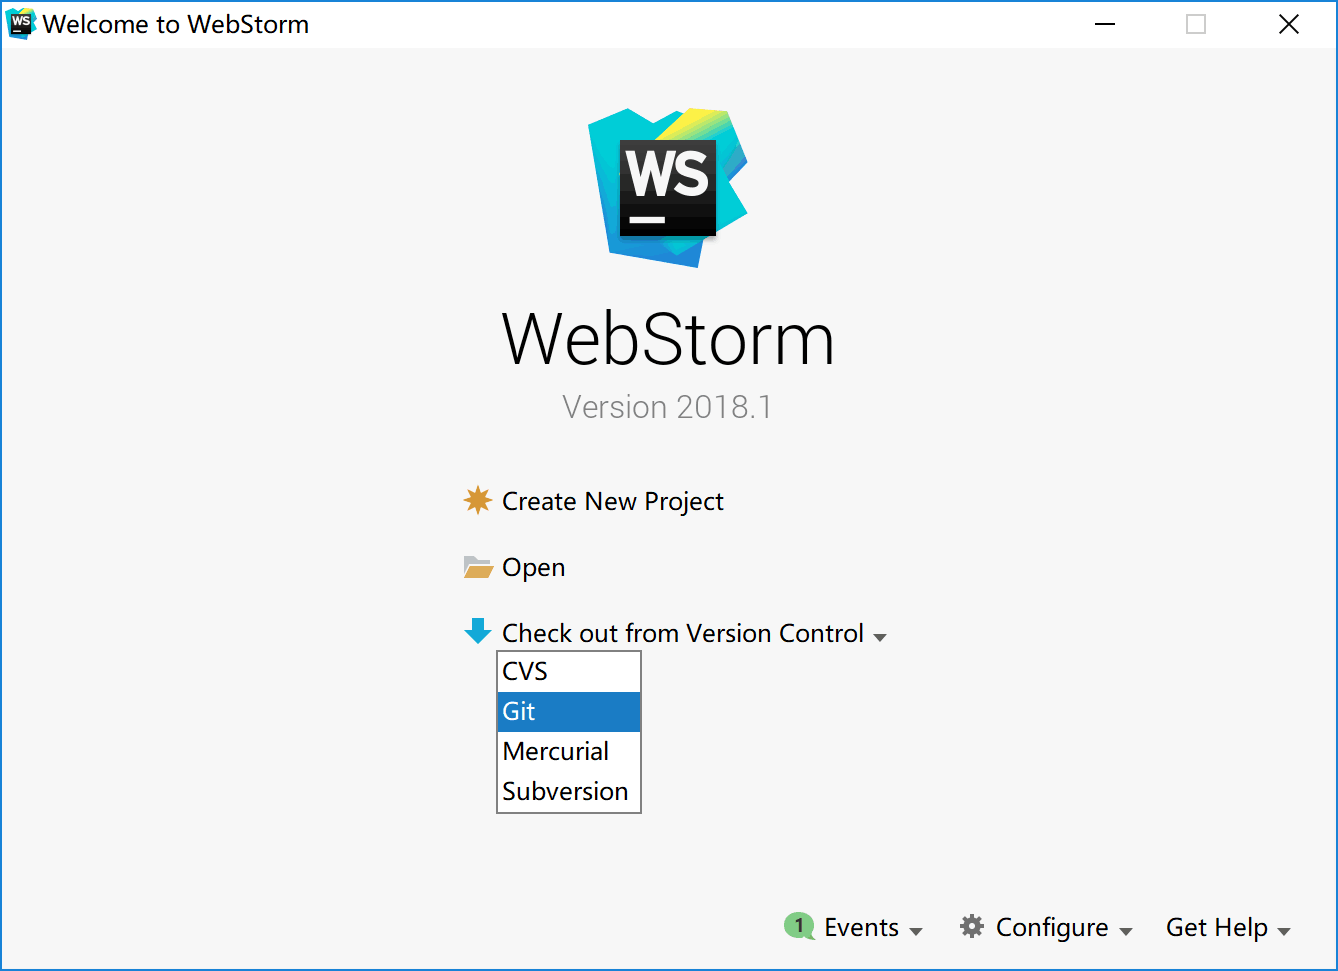 WS Welcome to WebStorm
WS
WebStorm
Version 2018.1
Create New Project
Open
Check out from Version Control
CVS
Git
Mercurial
Subversion
1 Events Configure Get Help